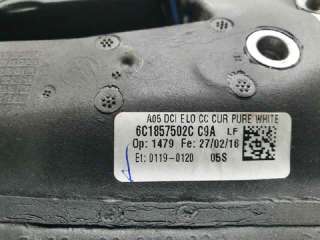 A05 DCI ELO CC CUR PURE WHITE
6C1857502C C9A LF
Op: 1479 Fe: 27/02/16
Et: 0119-0120 05S